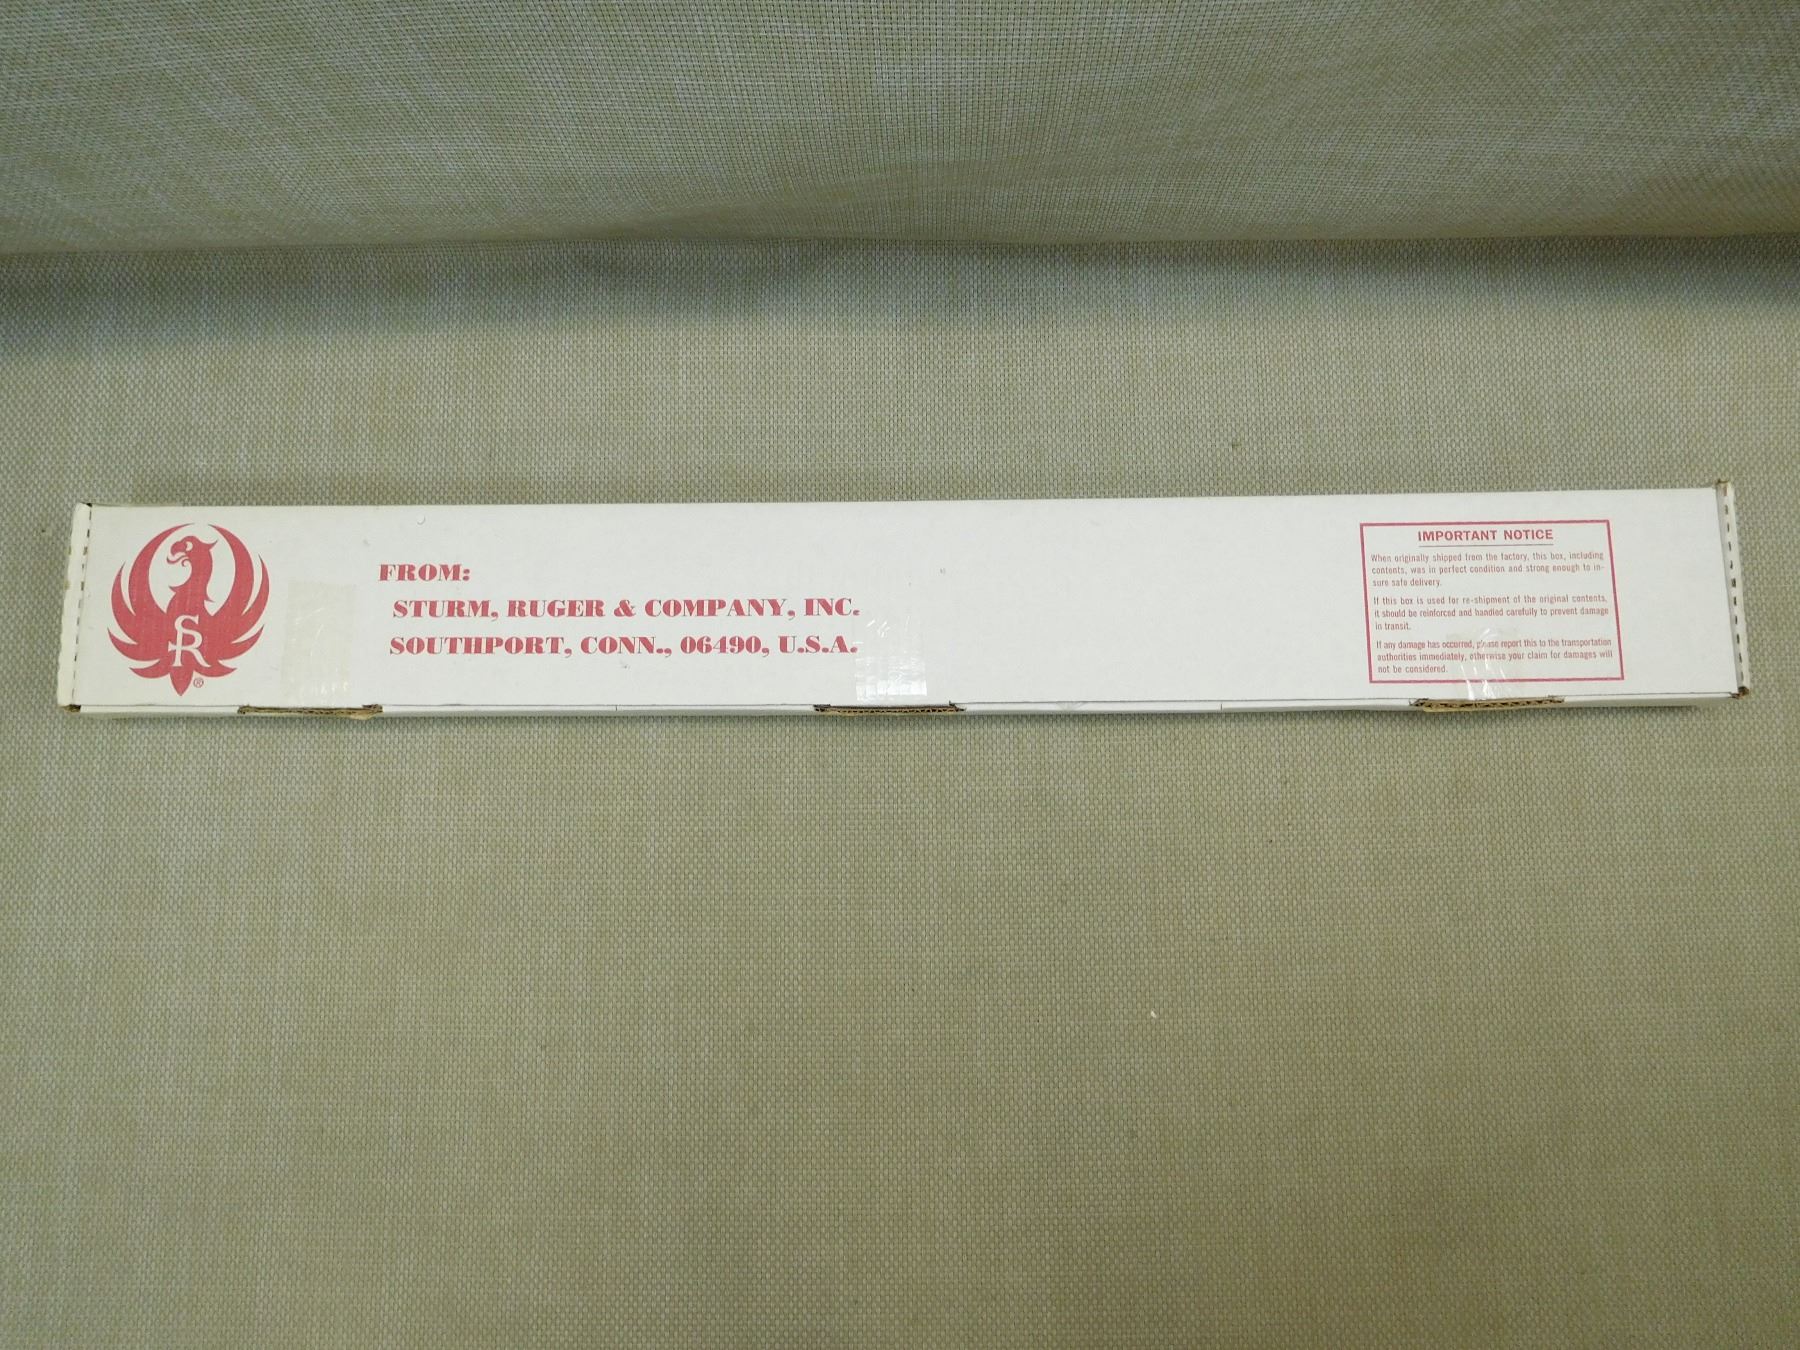 SR®
FROM:
STURM, RUGER & COMPANY, INC.
SOUTHPORT, CONN., 06490, U.S.A.
IMPORTANT NOTICE
When originally shipped from the factory, this box, including
contents, was in perfect condition and strong enough to in-
sure safe delivery.
If this box is used for re-shipment of the original contents,
it should be reinforced and handled carefully to prevent damage
in transit.
If any damage has occurred, please report this to the transportation
authorities immediately, otherwise your claim for damages will
not be considered.